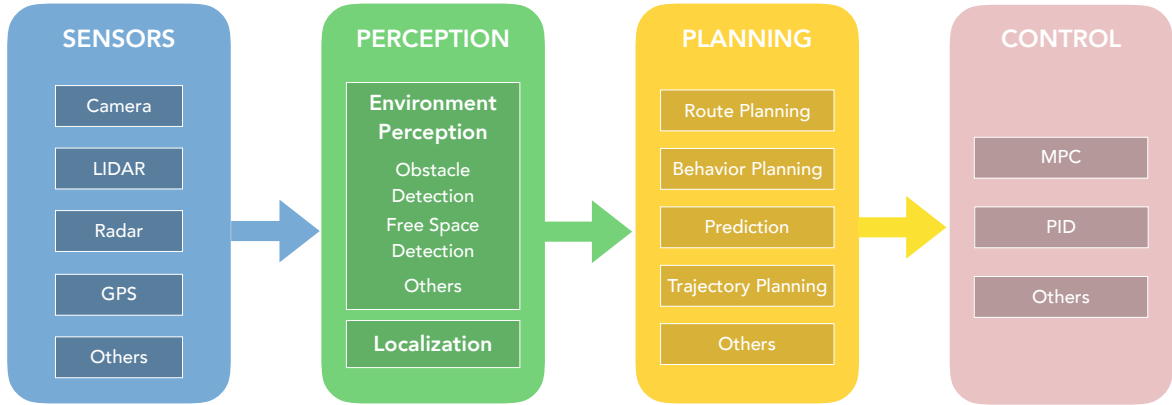 SENSORS
Camera
LIDAR
Radar
GPS
Others
PERCEPTION
Environment
Perception
Obstacle
Detection
Free Space
Detection
Others
Localization
PLANNING
Route Planning
Behavior Planning
Prediction
Trajectory Planning
Others
CONTROL
MPC
PID
Others